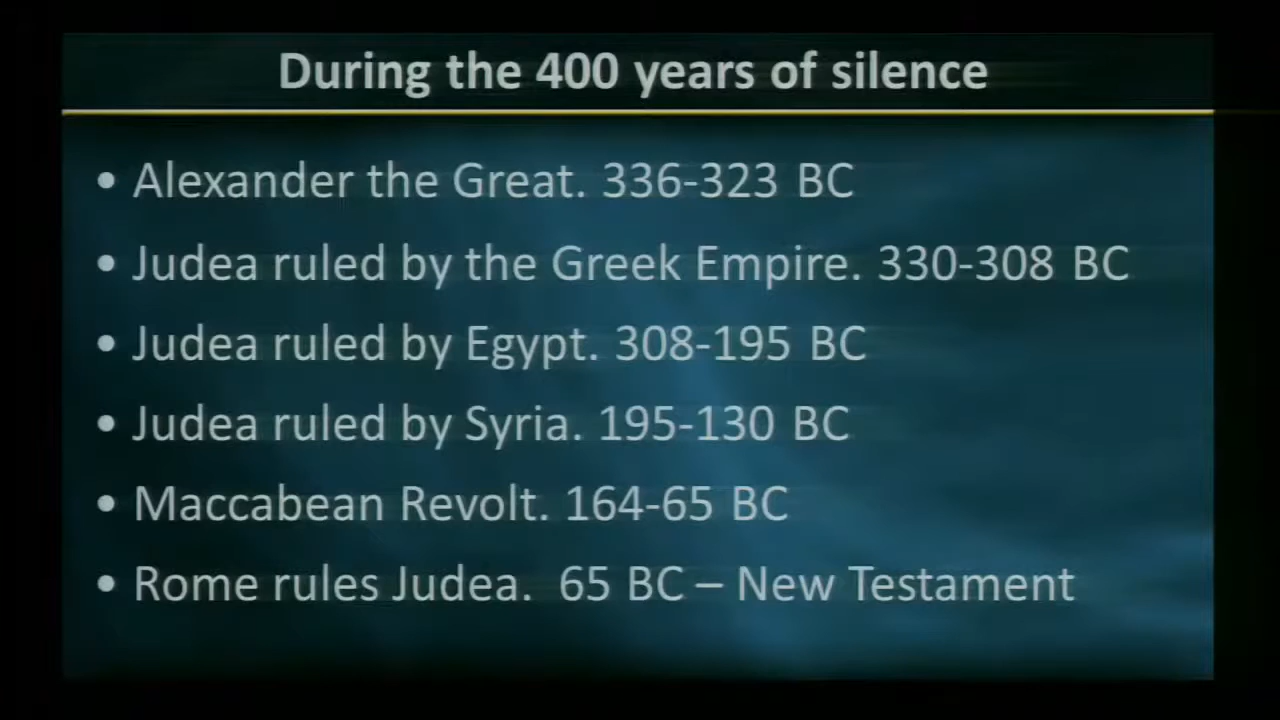 During the 400 years of silence
• Alexander the Great. 336-323 BC
• Judea ruled by the Greek Empire. 330-308 BC
• Judea ruled by Egypt. 308-195 BC
• Judea ruled by Syria. 195-130 BC
• Maccabean Revolt. 164-65 BC
• Rome rules Judea.  65 BC – New Testament